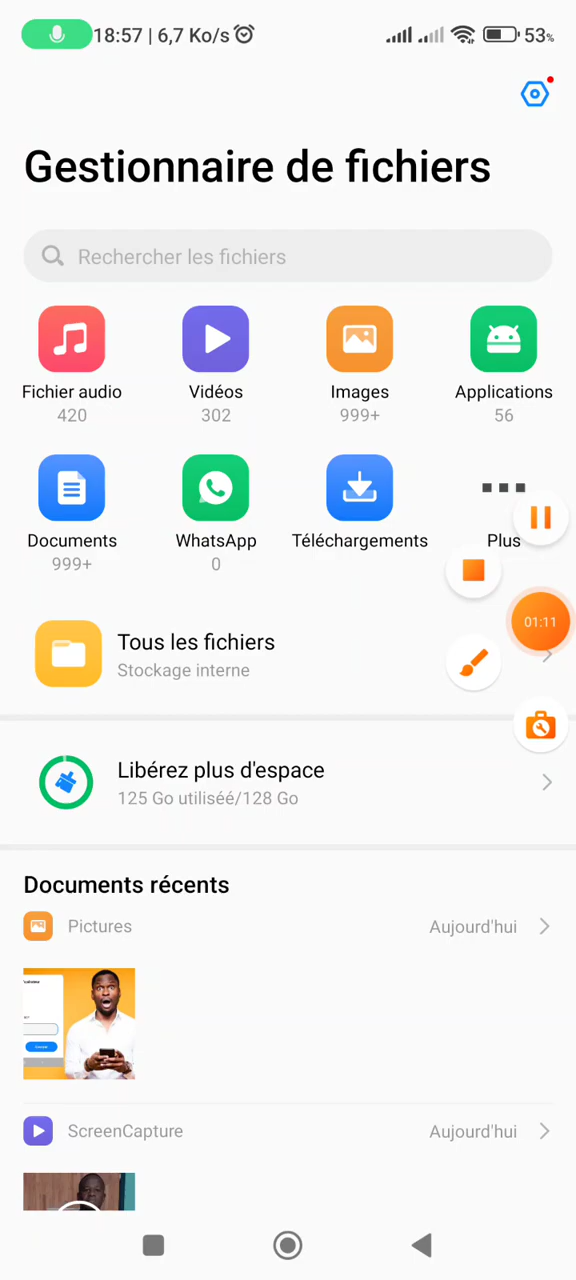 18:57 | 6,7 Ko/s
53%
Gestionnaire de fichiers
Rechercher les fichiers
Fichier audio
420
Vidéos
302
Images
999+
Applications
56
Documents
999+
WhatsApp
0
Téléchargements
Plus
01:11
Tous les fichiers
Stockage interne
Libérez plus d'espace
125 Go utiliséé/128 Go
Documents récents
Pictures
Aujourd'hui
ScreenCapture
Aujourd'hui